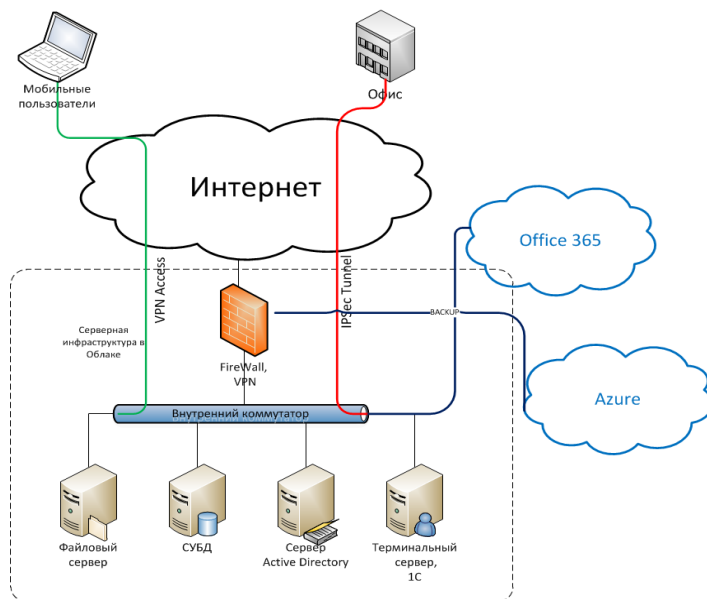 Мобильные
пользователи
Офис
Интернет
Office 365
VPN Access
IPSec Tunnel
BACKUP
Серверная
инфраструктура в
Облаке
FireWall,
VPN
Azure
Внутренний коммутатор
Файловый
сервер
СУБД
Сервер
Active Directory
Терминальный
сервер,
1С